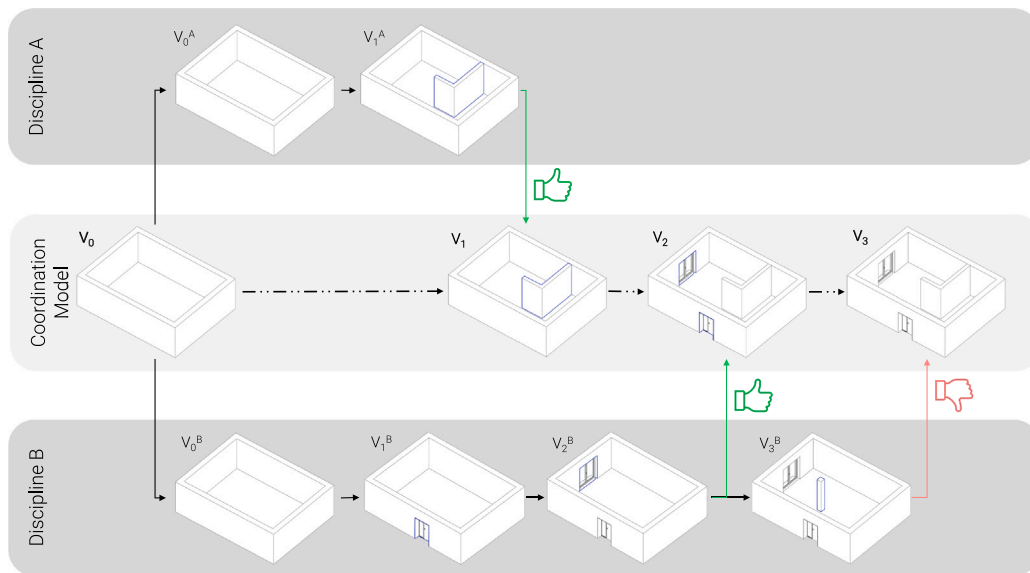 Discipline A
V₀ᴬ
V₁ᴬ
Coordination
Model
V₀
V₁
V₂
V₃
Discipline B
V₀ᴮ
V₁ᴮ
V₂ᴮ
V₃ᴮ